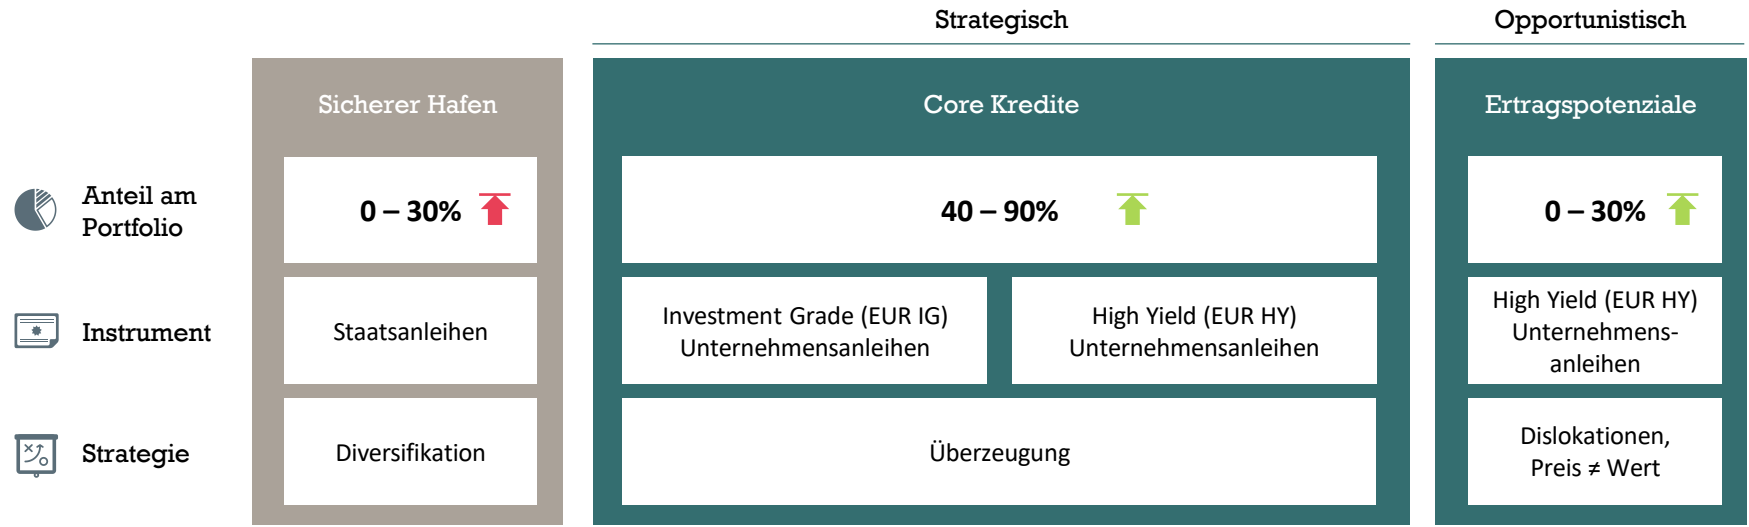 Strategisch
Opportunistisch
Sicherer Hafen
Core Kredite
Ertragspotenziale
Anteil am
Portfolio
0 – 30%
40 – 90%
0 – 30%
Instrument
Staatsanleihen
Investment Grade (EUR IG)
Unternehmensanleihen
High Yield (EUR HY)
Unternehmensanleihen
High Yield (EUR HY)
Unternehmens-
anleihen
Strategie
Diversifikation
Überzeugung
Dislokationen,
Preis ≠ Wert